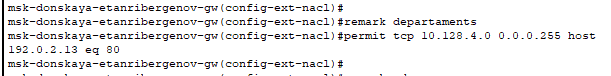 msk-donskaya-etanribergenov-gw(config-ext-nacl)#
msk-donskaya-etanribergenov-gw(config-ext-nacl)#remark departaments
msk-donskaya-etanribergenov-gw(config-ext-nacl)#permit tcp 10.128.4.0 0.0.0.255 host
192.0.2.13 eq 80
msk-donskaya-etanribergenov-gw(config-ext-nacl)#